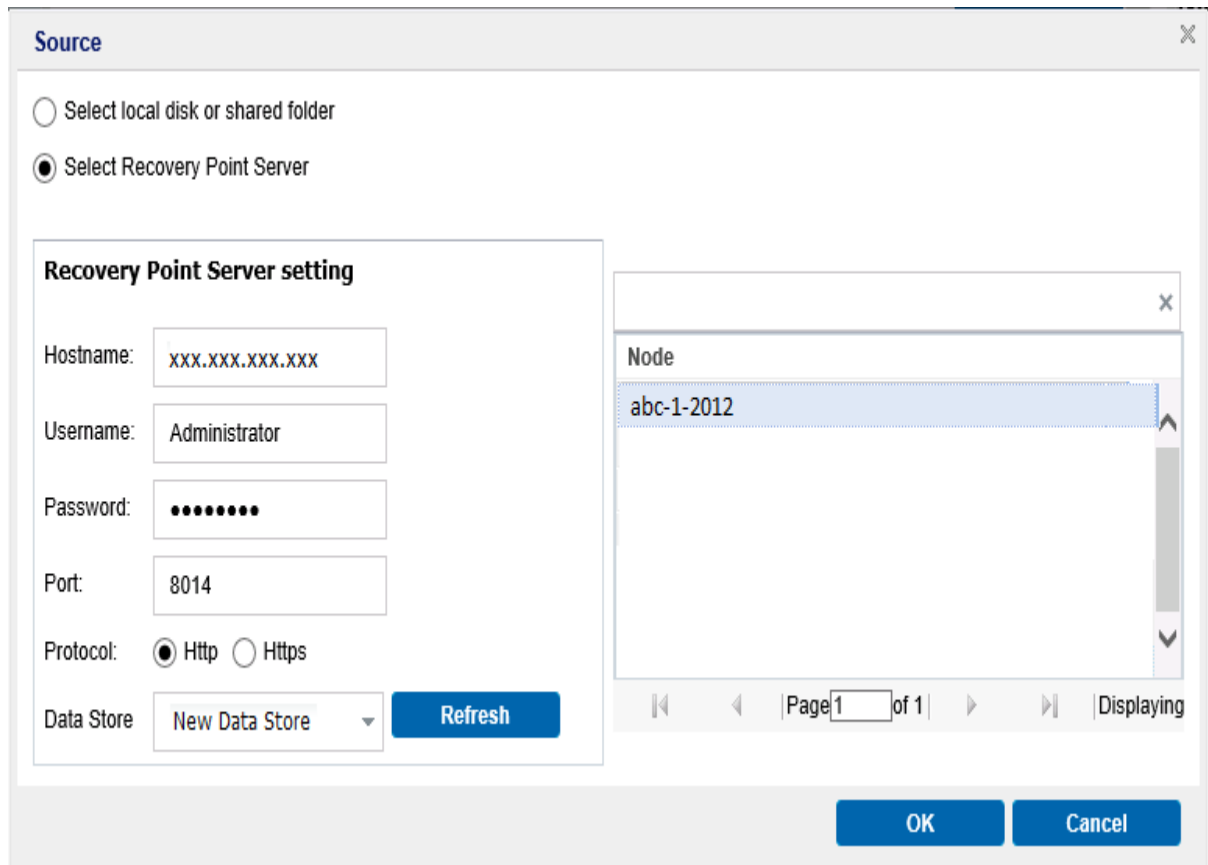 Source
Select local disk or shared folder
Select Recovery Point Server
Recovery Point Server setting
Hostname: xxx.xxx.xxx.xxx
Username: Administrator
Password: ••••••••
Port: 8014
Protocol: Http Https
Data Store New Data Store Refresh
Node
abc-1-2012
Page 1 of 1 Displaying
OK Cancel